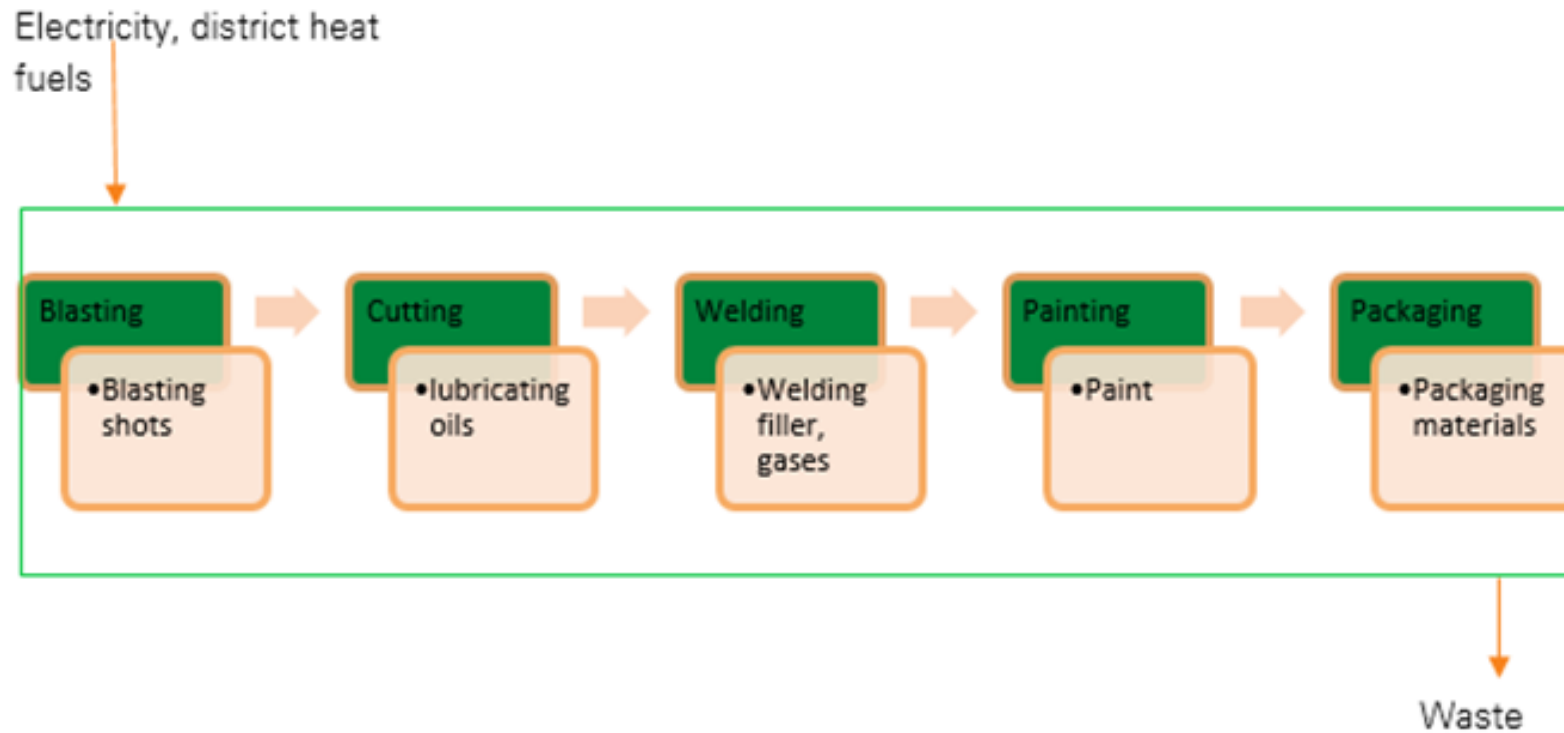 Electricity, district heat
fuels
Blasting
•Blasting
shots
Cutting
•lubricating
oils
Welding
•Welding
filler,
gases
Painting
•Paint
Packaging
•Packaging
materials
Waste